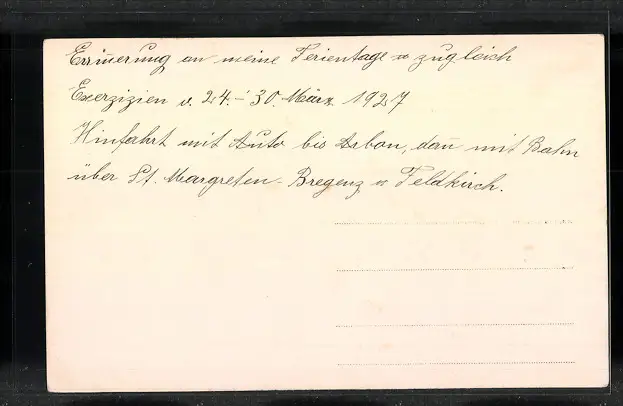 Erinnerung an meine Ferientage u zugleich
Exerzizien v. 24.-30. März 1927
Hinfahrt mit Auto bis Arbon, dan̄ mit Bahn
über St. Margreten-Bregenz u Feldkirch.